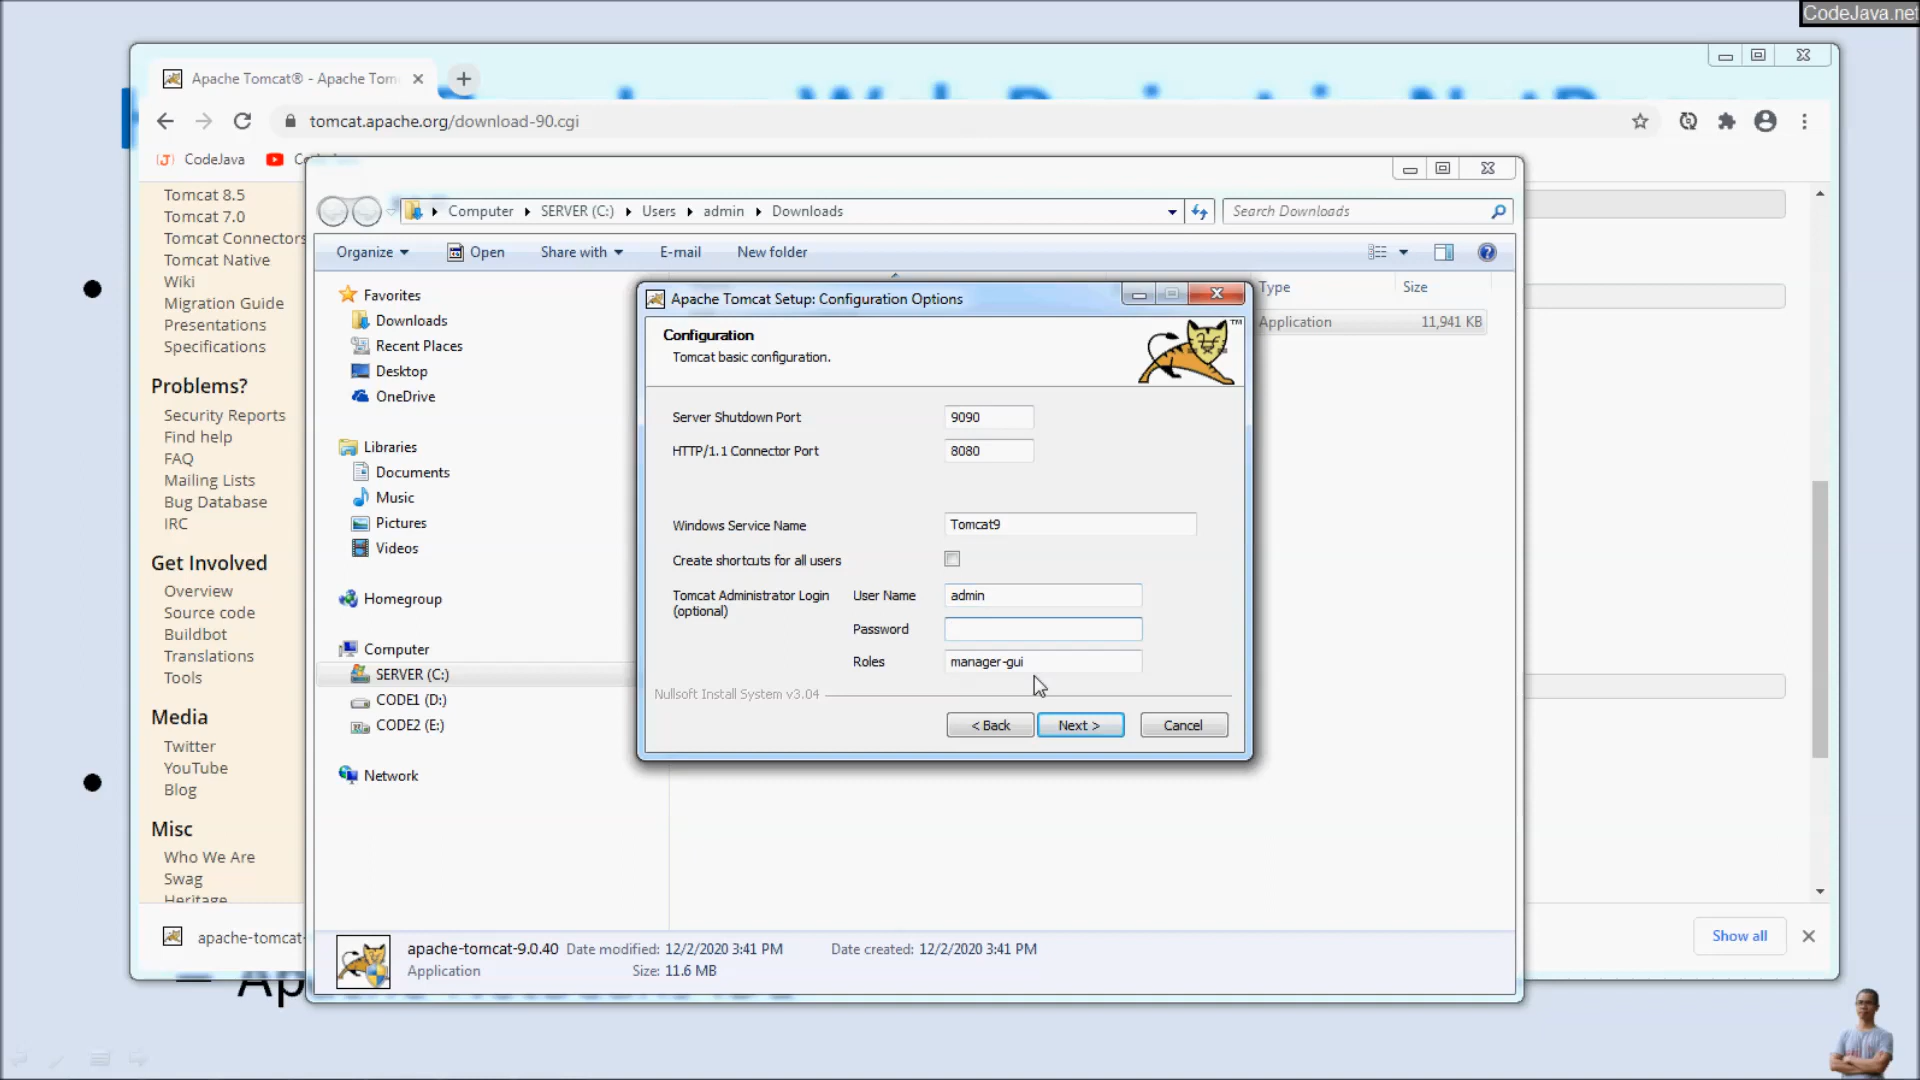 CodeJava.net
Apache Tomcat® - Apache Tom
tomcat.apache.org/download-90.cgi
CodeJava
Tomcat 8.5
Tomcat 7.0
Tomcat Connectors
Tomcat Native
Wiki
Migration Guide
Presentations
Specifications
Problems?
Security Reports
Find help
FAQ
Mailing Lists
Bug Database
IRC
Get Involved
Overview
Source code
Buildbot
Translations
Tools
Media
Twitter
YouTube
Blog
Misc
Who We Are
Swag
Heritage
apache-tomcat-
Show all
Computer SERVER (C:) Users admin Downloads
Search Downloads
Organize Open Share with E-mail New folder
Type Size
Application 11,941 KB
Favorites
Downloads
Recent Places
Desktop
OneDrive
Libraries
Documents
Music
Pictures
Videos
Homegroup
Computer
SERVER (C:)
CODE1 (D:)
CODE2 (E:)
Network
Apache Tomcat Setup: Configuration Options
Configuration
Tomcat basic configuration.
TM
Server Shutdown Port 9090
HTTP/1.1 Connector Port 8080
Windows Service Name Tomcat9
Create shortcuts for all users
Tomcat Administrator Login User Name admin
(optional)
Password
Roles manager-gui
Nullsoft Install System v3.04
< Back Next > Cancel
apache-tomcat-9.0.40 Date modified: 12/2/2020 3:41 PM Date created: 12/2/2020 3:41 PM
Application Size: 11.6 MB